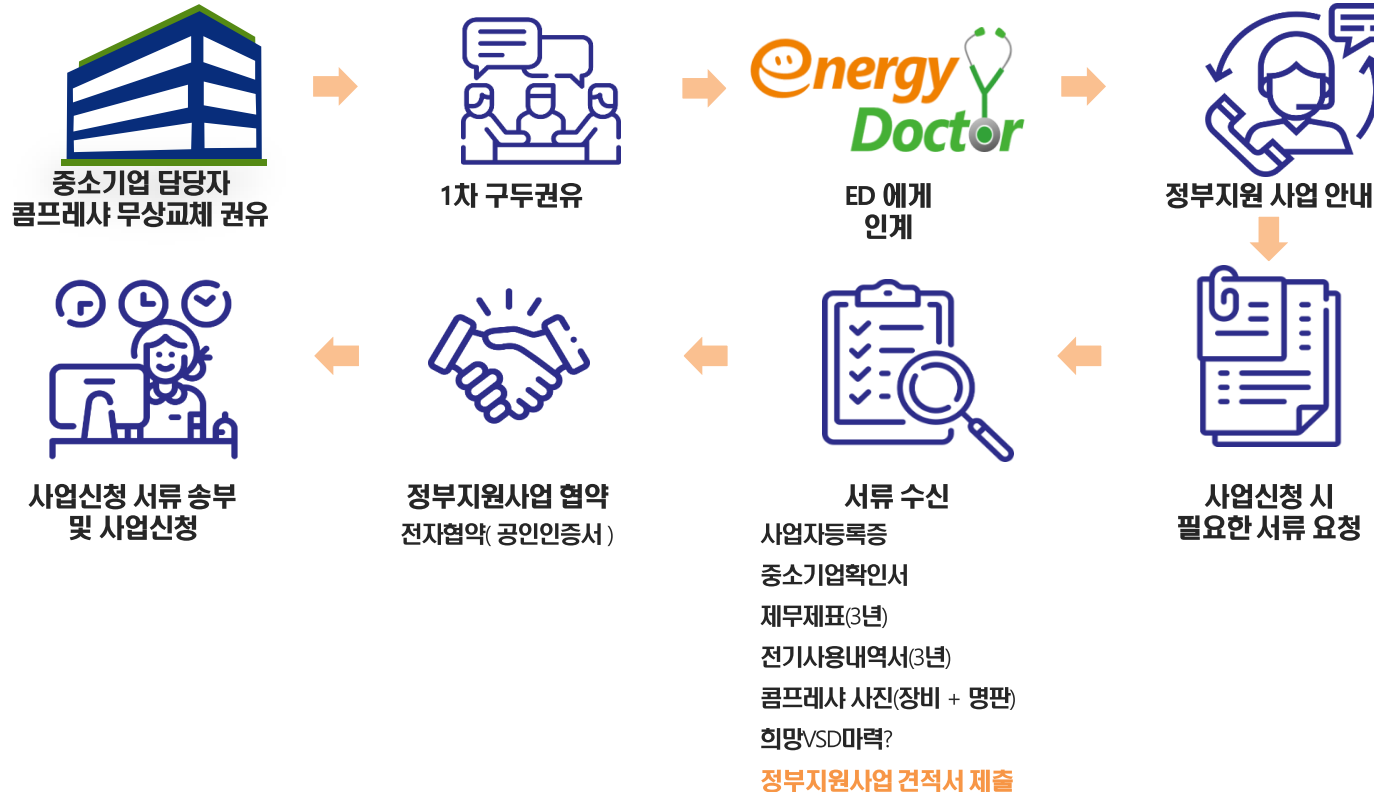 중소기업 담당자
콤프레샤 무상교체 권유
1차 구두권유
energy
Doctor
ED 에게
인계
정부지원 사업 안내
사업신청 시
필요한 서류 요청
서류 수신
사업자등록증
중소기업확인서
제무제표(3년)
전기사용내역서(3년)
콤프레샤 사진(장비 + 명판)
희망VSD마력?
정부지원사업 견적서 제출
정부지원사업 협약
전자협약( 공인인증서 )
사업신청 서류 송부
및 사업신청